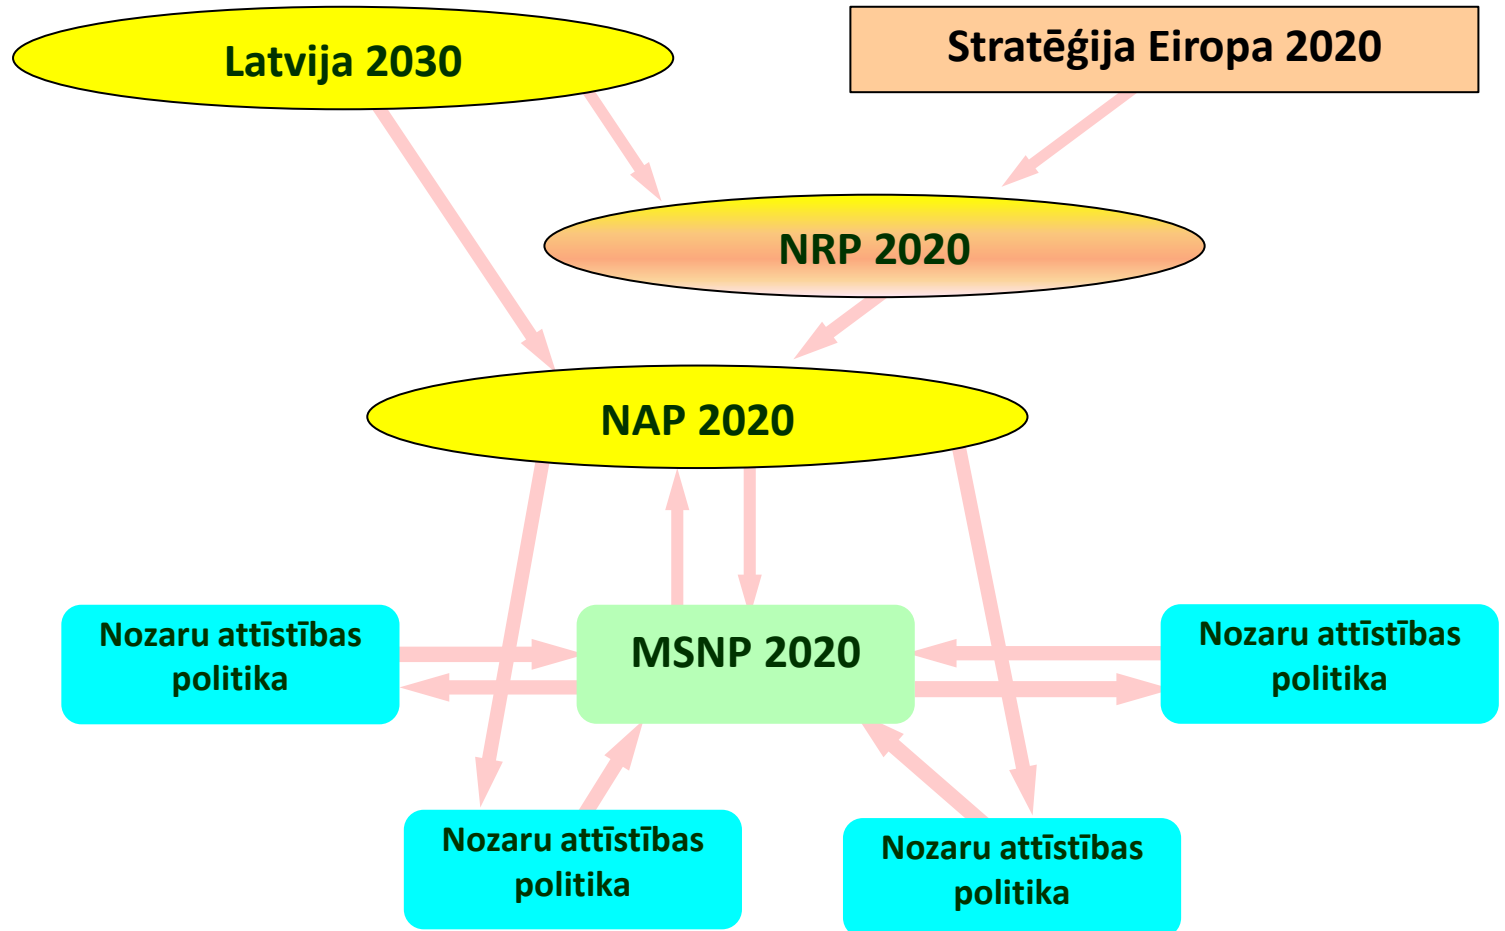 Latvija 2030
Stratēģija Eiropa 2020
NRP 2020
NAP 2020
Nozaru attīstības
politika
MSNP 2020
Nozaru attīstības
politika
Nozaru attīstības
politika
Nozaru attīstības
politika